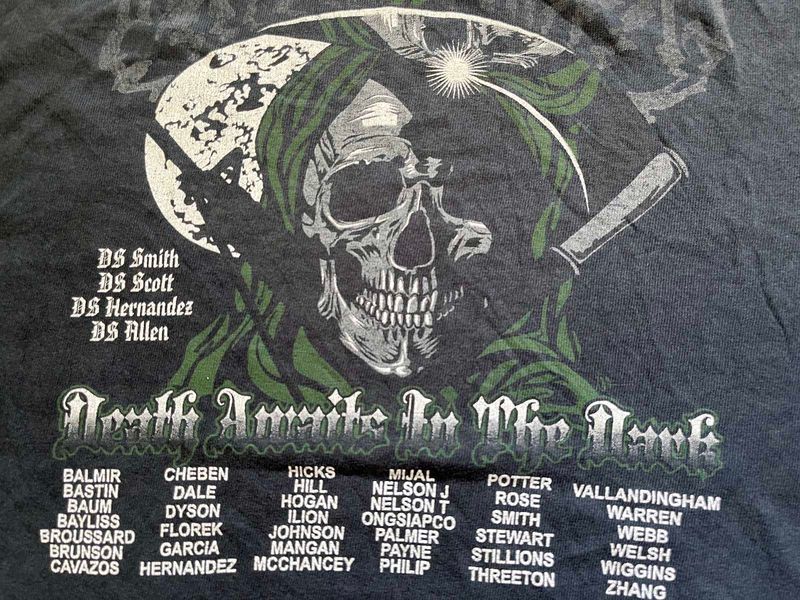 DS Smith
DS Scott
DS Hernandez
DS Allen
Death Awaits In The Dark
BALMIR
BASTIN
BAUM
BAYLISS
BROUSSARD
BRUNSON
CAVAZOS
CHEBEN
DALE
DYSON
FLOREK
GARCIA
HERNANDEZ
HICKS
HILL
HOGAN
ILION
JOHNSON
MANGAN
MCCHANCEY
MIJAL
NELSON J
NELSON T
ONGSIAPCO
PALMER
PAYNE
PHILIP
POTTER
ROSE
SMITH
STEWART
STILLIONS
THREETON
VALLANDINGHAM
WARREN
WEBB
WELSH
WIGGINS
ZHANG